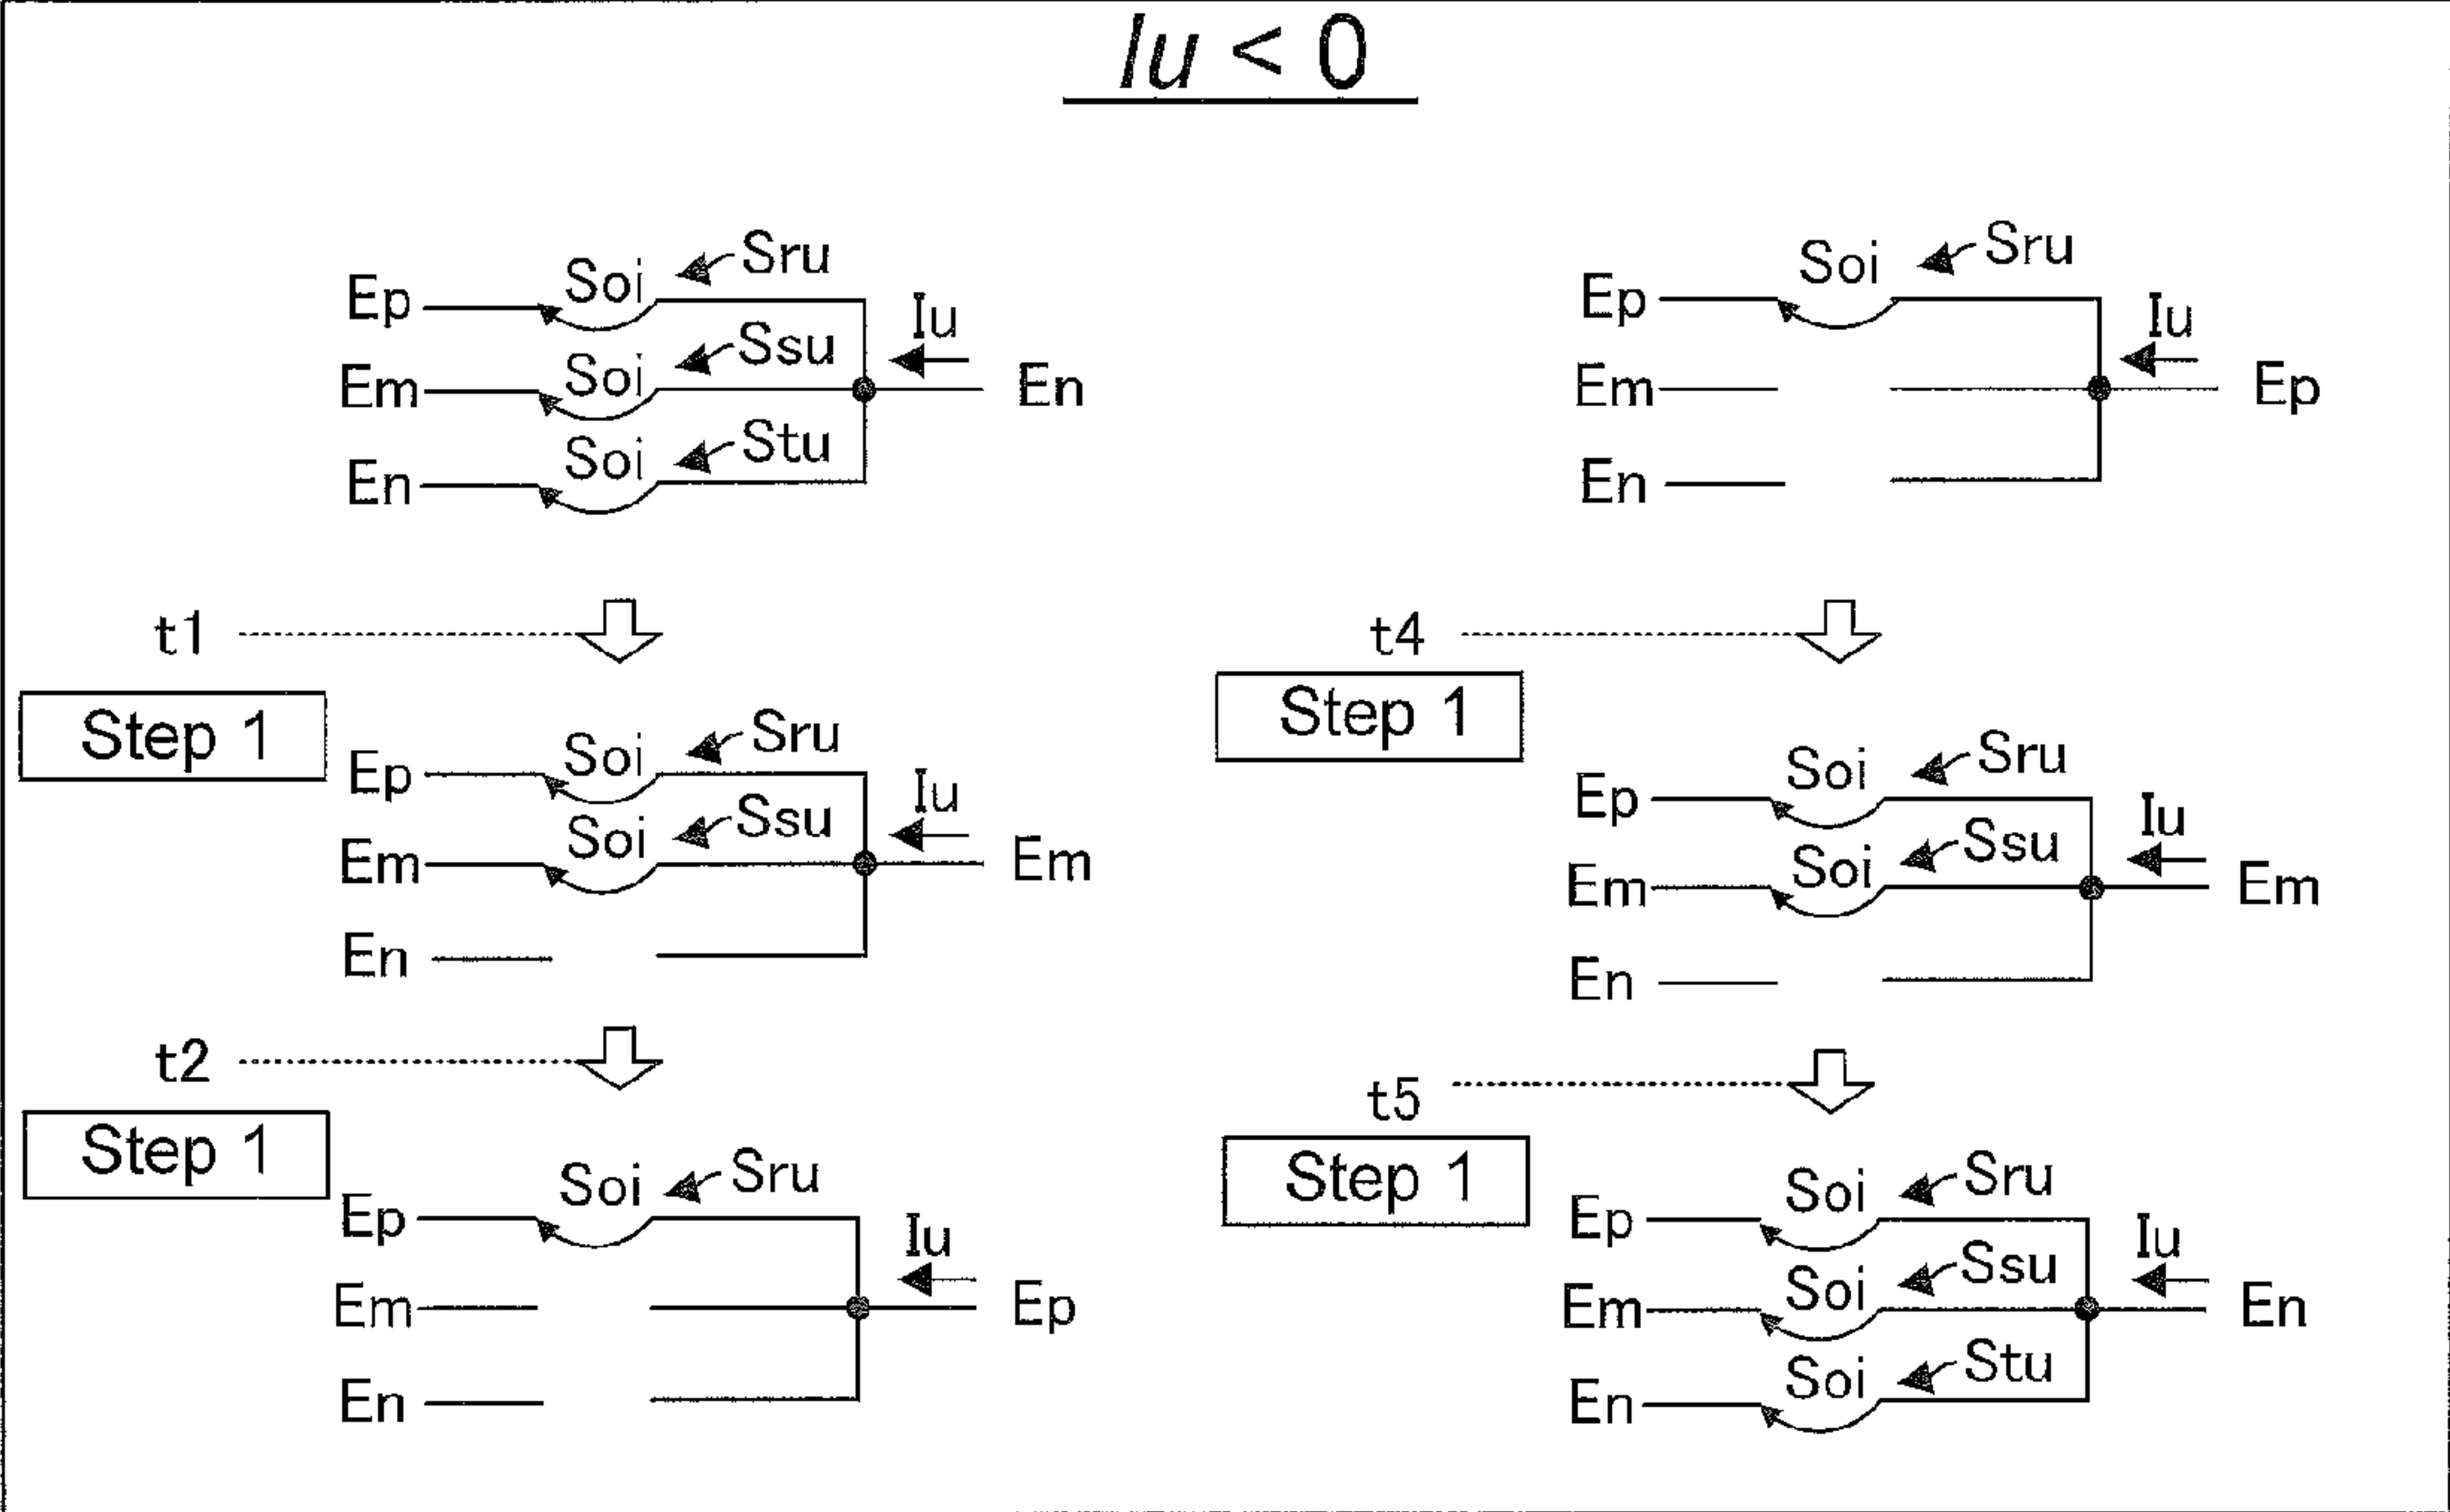 Iu < 0
Soi Sru
Ep
Iu
Soi Ssu
Em
En
Soi Stu
En
t1
Step 1
Soi Sru
Ep
Iu
Soi Ssu
Em
Em
En
t2
Step 1
Soi Sru
Ep
Iu
Em
Ep
En
Soi Sru
Ep
Iu
Em
Ep
En
t4
Step 1
Soi Sru
Ep
Iu
Soi Ssu
Em
Em
En
t5
Step 1
Soi Sru
Ep
Iu
Soi Ssu
Em
En
Soi Stu
En